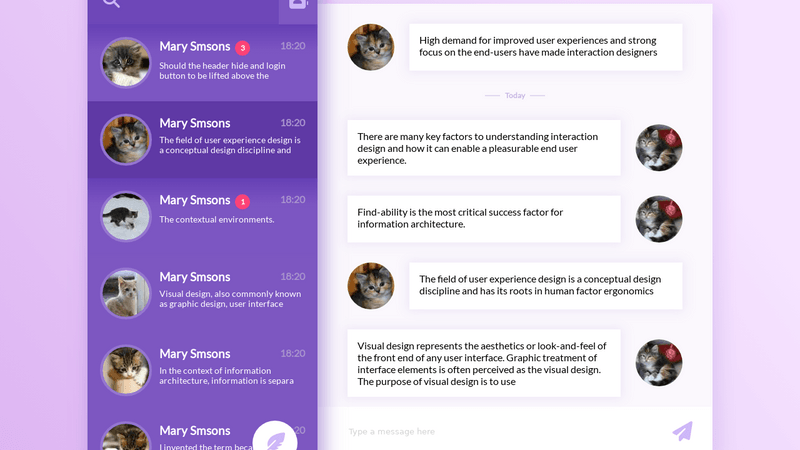 Mary Smsons 3 18:20
Should the header hide and login
button to be lifted above the
Mary Smsons 18:20
The field of user experience design is
a conceptual design discipline and
Mary Smsons 1 18:20
The contextual environments.
Mary Smsons 18:20
Visual design, also commonly known
as graphic design, user interface
Mary Smsons 18:20
In the context of information
architecture, information is separa
Mary Smsons 20
I invented the term beca
High demand for improved user experiences and strong
focus on the end-users have made interaction designers
Today
There are many key factors to understanding interaction
design and how it can enable a pleasurable end user
experience.
Find-ability is the most critical success factor for
information architecture.
The field of user experience design is a conceptual design
discipline and has its roots in human factor ergonomics
Visual design represents the aesthetics or look-and-feel of
the front end of any user interface. Graphic treatment of
interface elements is often perceived as the visual design.
The purpose of visual design is to use
Type a message here